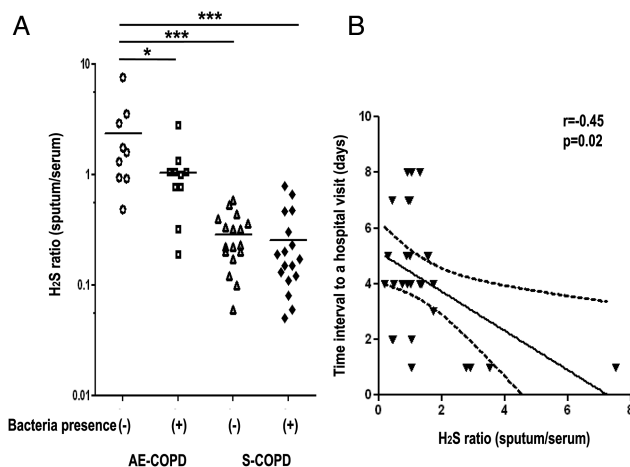 A
***
***
*
10
1
0.1
0.01
H2S ratio (sputum/serum)
Bacteria presence (-) (+) (-) (+)
AE-COPD S-COPD
B
r=-0.45
p=0.02
10
8
6
4
2
0
Time interval to a hospital visit (days)
0 2 4 6 8
H2S ratio (sputum/serum)